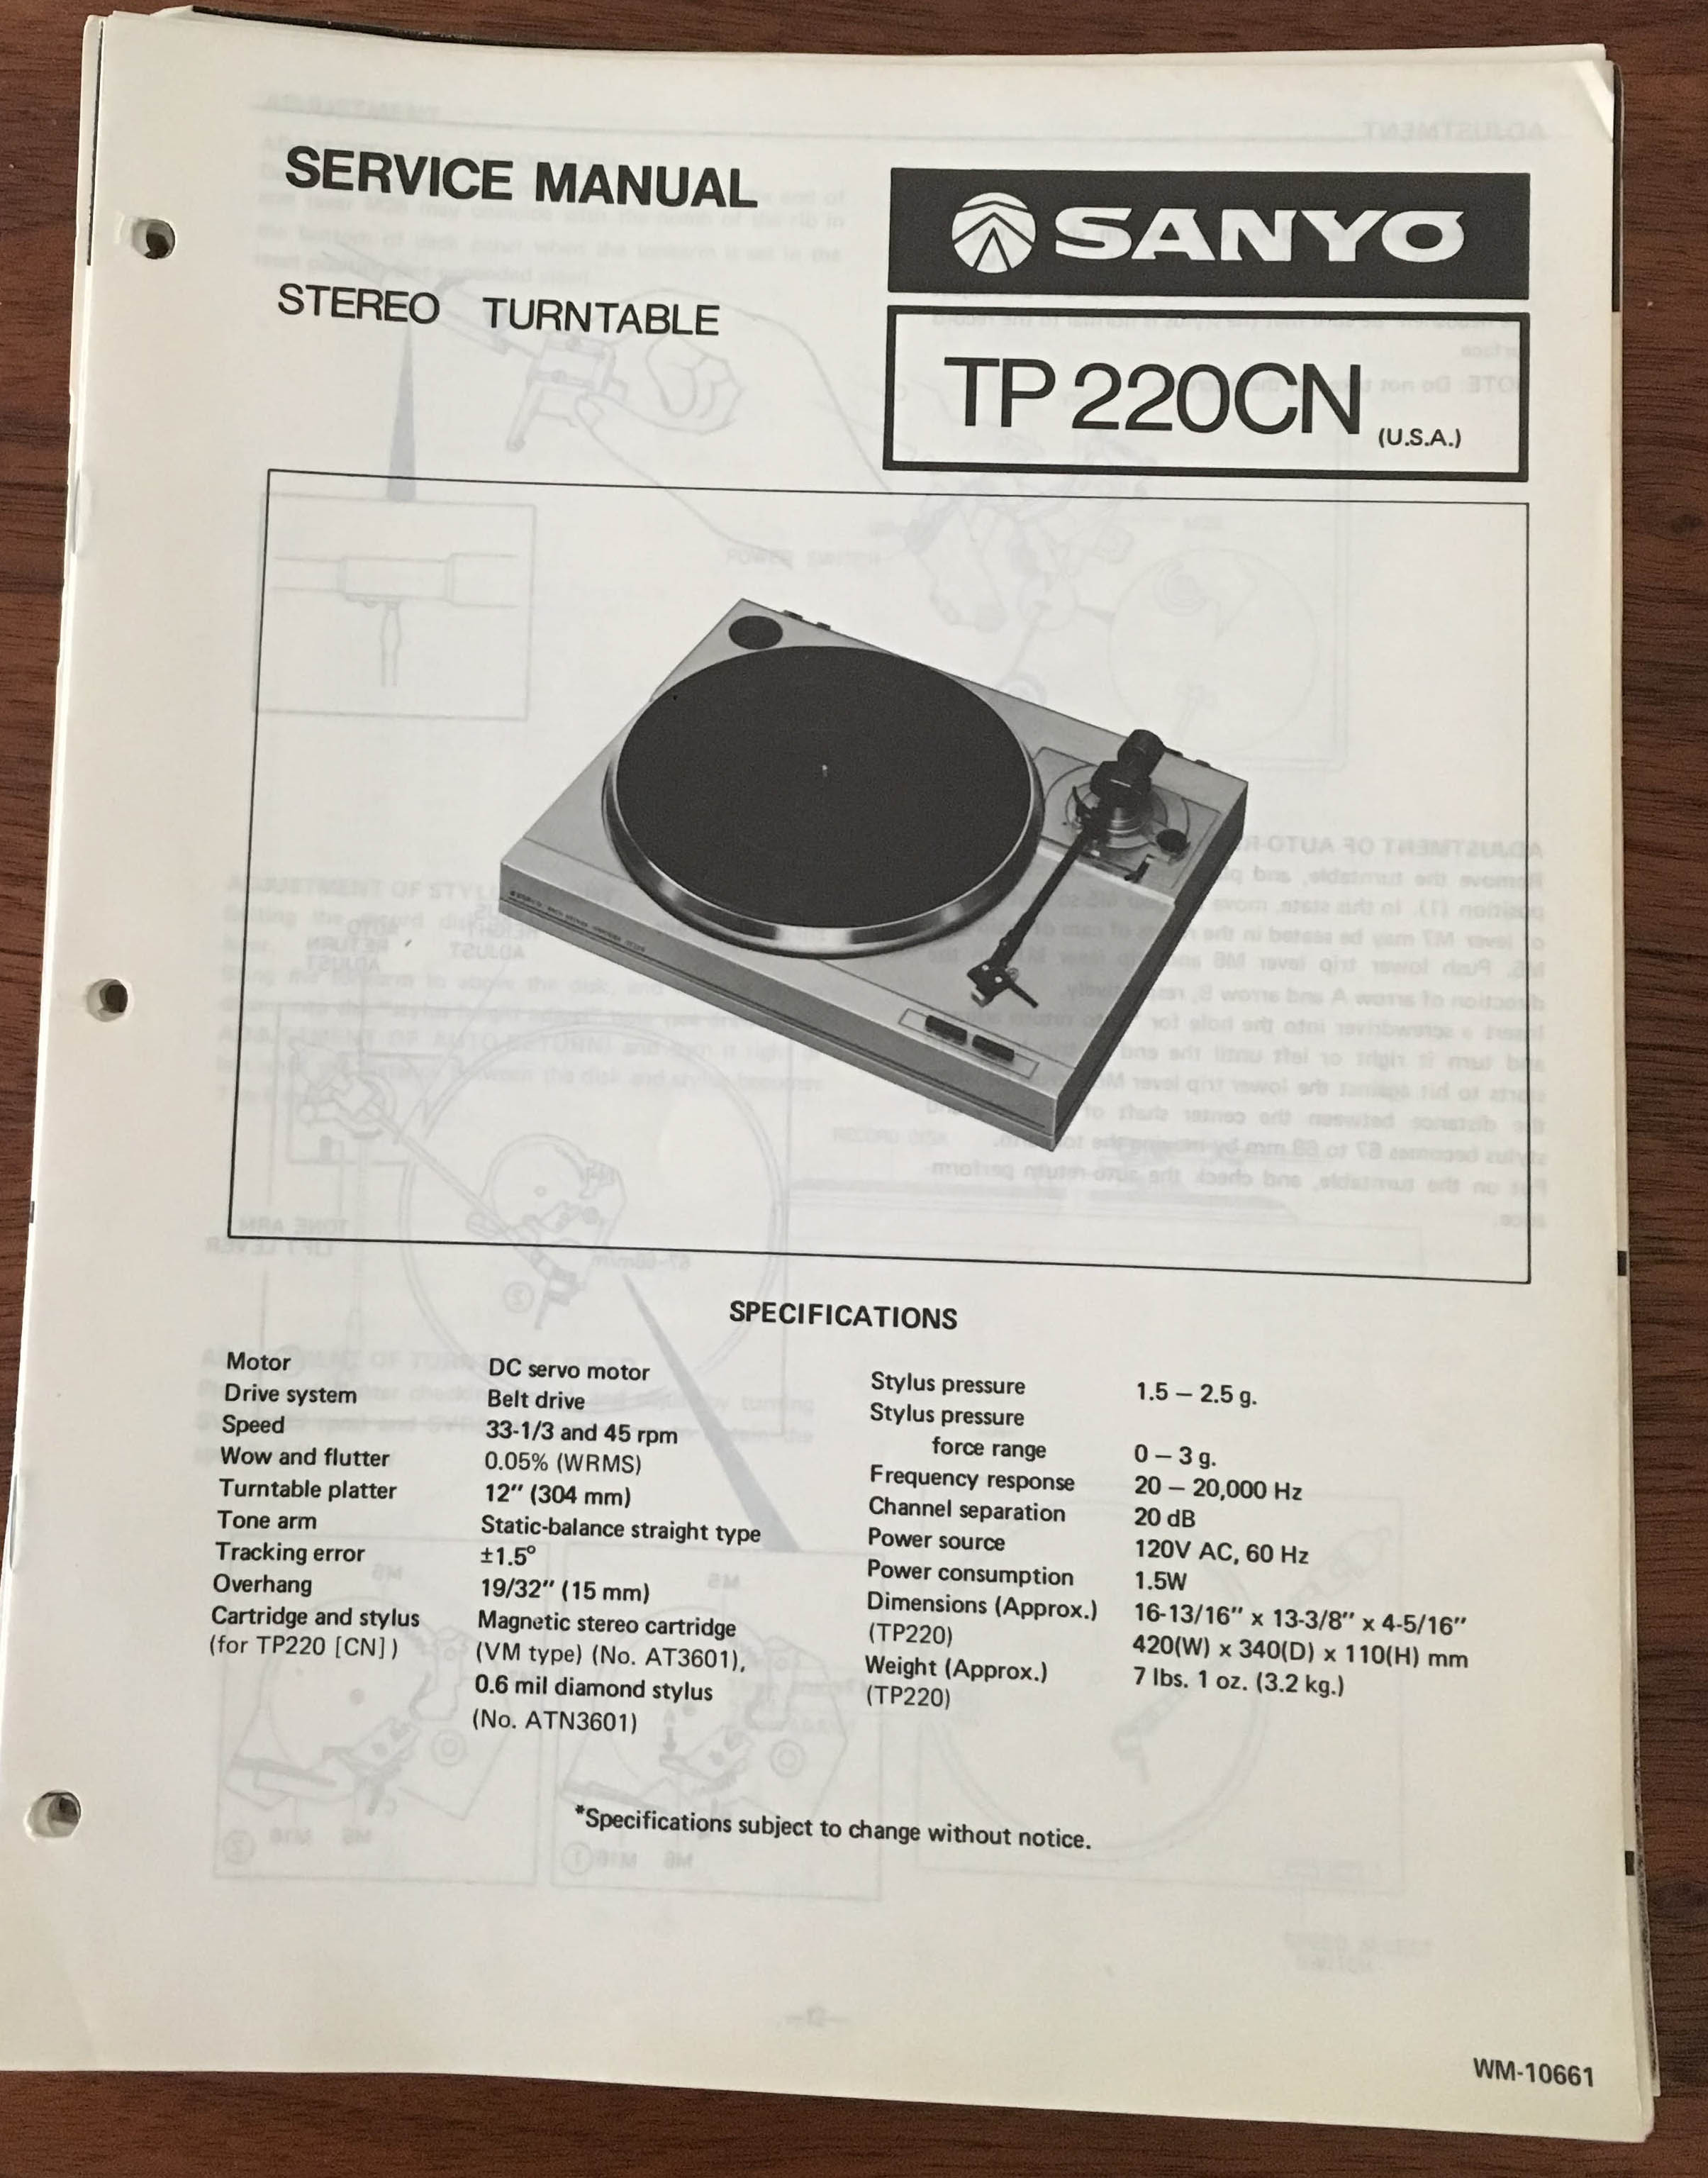 SERVICE MANUAL
SANYO
STEREO TURNTABLE
TP 220CN (U.S.A.)
SPECIFICATIONS
Motor DC servo motor
Drive system Belt drive
Speed 33-1/3 and 45 rpm
Wow and flutter 0.05% (WRMS)
Turntable platter 12″ (304 mm)
Tone arm Static-balance straight type
Tracking error ±1.5°
Overhang 19/32″ (15 mm)
Cartridge and stylus Magnetic stereo cartridge
(for TP220 [CN] ) (VM type) (No. AT3601),
0.6 mil diamond stylus
(No. ATN3601)
Stylus pressure 1.5 – 2.5 g.
Stylus pressure
force range 0 – 3 g.
Frequency response 20 – 20,000 Hz
Channel separation 20 dB
Power source 120V AC, 60 Hz
Power consumption 1.5W
Dimensions (Approx.) 16-13/16″ x 13-3/8″ x 4-5/16″
(TP220) 420(W) x 340(D) x 110(H) mm
Weight (Approx.) 7 lbs. 1 oz. (3.2 kg.)
(TP220)
*Specifications subject to change without notice.
WM-10661